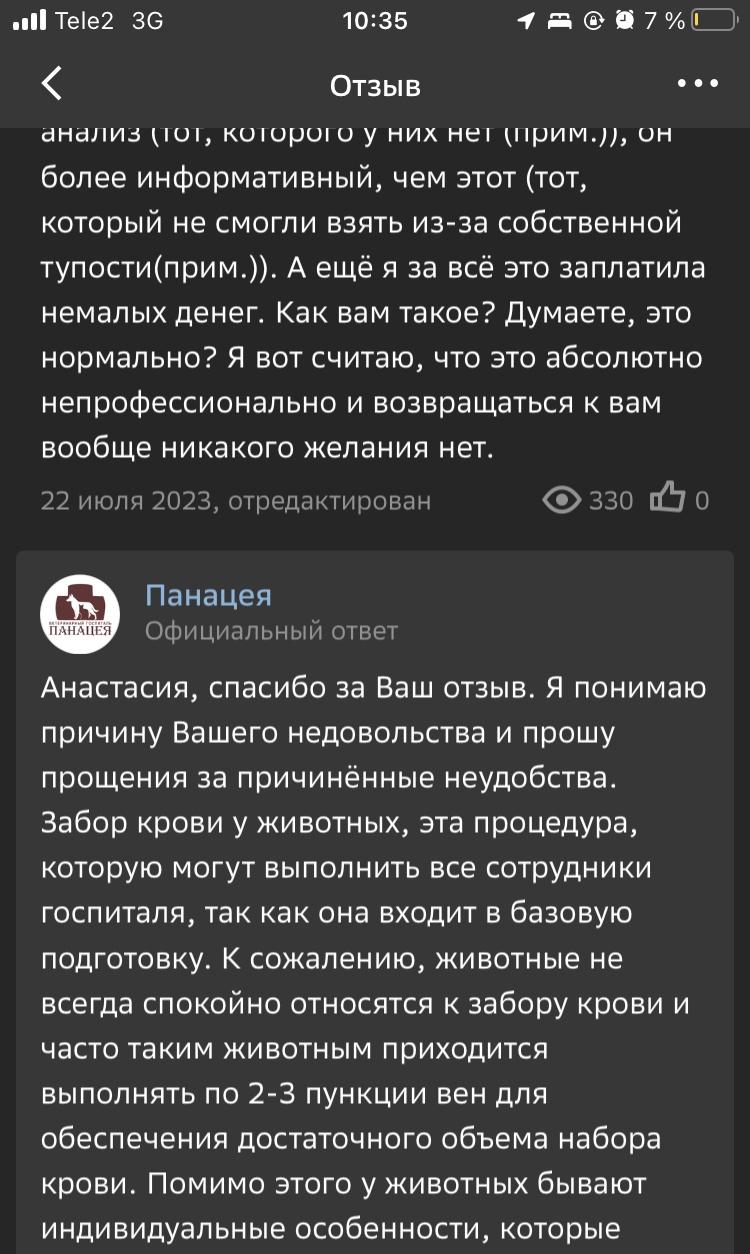 Tele2 3G 10:35 7 %
Отзыв
анализ (тот, которого у них нет (прим.)), он
более информативный, чем этот (тот,
который не смогли взять из-за собственной
тупости(прим.)). А ещё я за всё это заплатила
немалых денег. Как вам такое? Думаете, это
нормально? Я вот считаю, что это абсолютно
непрофессионально и возвращаться к вам
вообще никакого желания нет.
22 июля 2023, отредактирован 330 0
ВЕТЕРИНАРНЫЙ ГОСПИТАЛЬ
ПАНАЦЕЯ
Панацея
Официальный ответ
Анастасия, спасибо за Ваш отзыв. Я понимаю
причину Вашего недовольства и прошу
прощения за причинённые неудобства.
Забор крови у животных, эта процедура,
которую могут выполнить все сотрудники
госпиталя, так как она входит в базовую
подготовку. К сожалению, животные не
всегда спокойно относятся к забору крови и
часто таким животным приходится
выполнять по 2-3 пункции вен для
обеспечения достаточного объема набора
крови. Помимо этого у животных бывают
индивидуальные особенности, которые